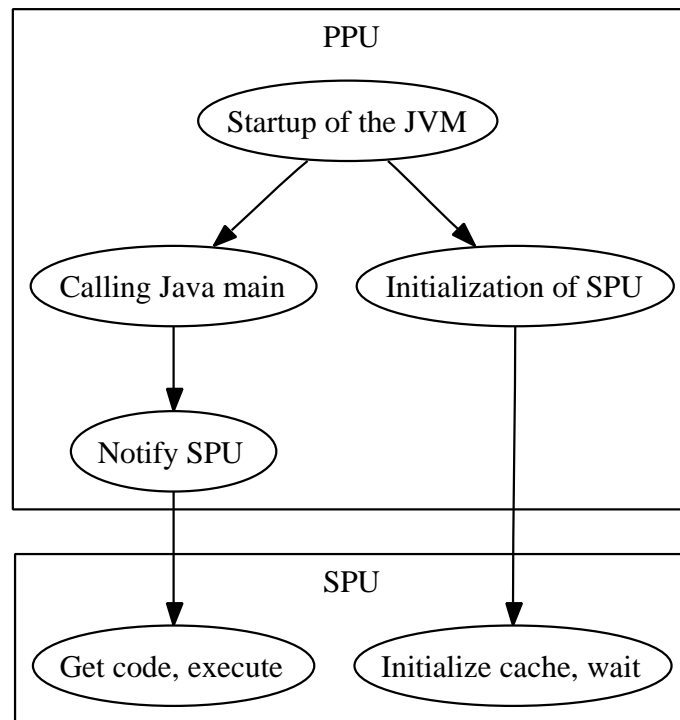 PPU
Startup of the JVM
Calling Java main
Initialization of SPU
Notify SPU
SPU
Get code, execute
Initialize cache, wait